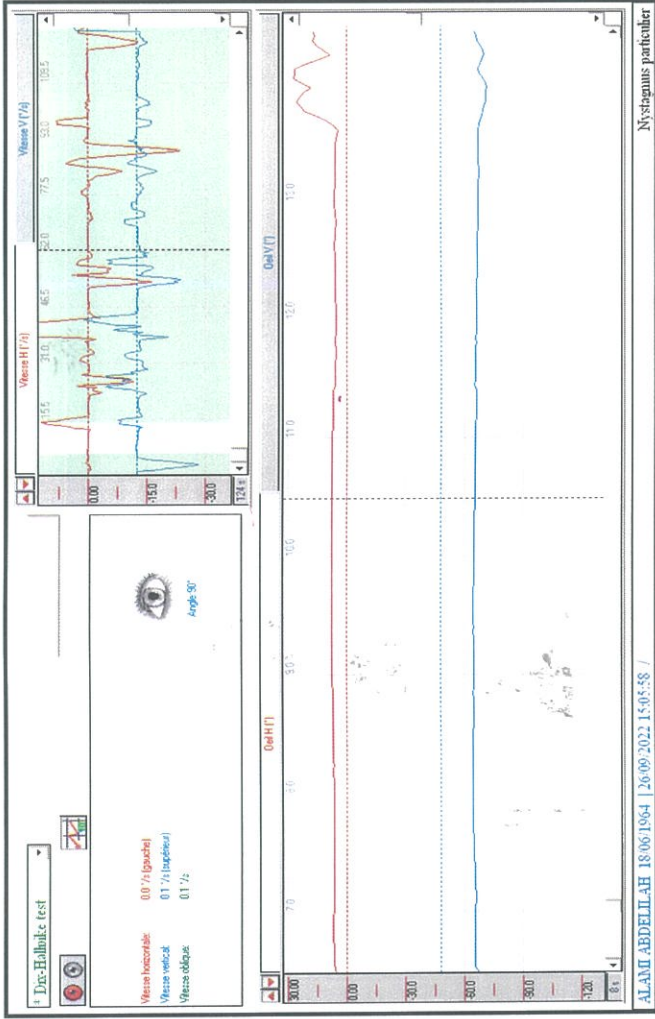 * Dix-Hallpike test
Vitesse horizontale: 0.0 °/s (gauche)
Vitesse vertical: 0.1 °/s (supérieur)
Vitesse oblique: 0.1 °/s
Angle 90°
Vitesse H (°/s)
Vitesse V (°/s)
15.5 31.0 46.5 62.0 77.5 93.0 108.5
0.00
-15.0
-30.0
124 s
Oeil H (°)
Oeil V (°)
7.0 8.0 9.0 10.0 11.0 12.0 13.0
30.00
0.00
-30.0
-60.0
-90.0
-120.
8 s
ALAMI ABDELILAH 18/06/1964 | 26/09/2022 15:05:58 /
Nystagmus particulier